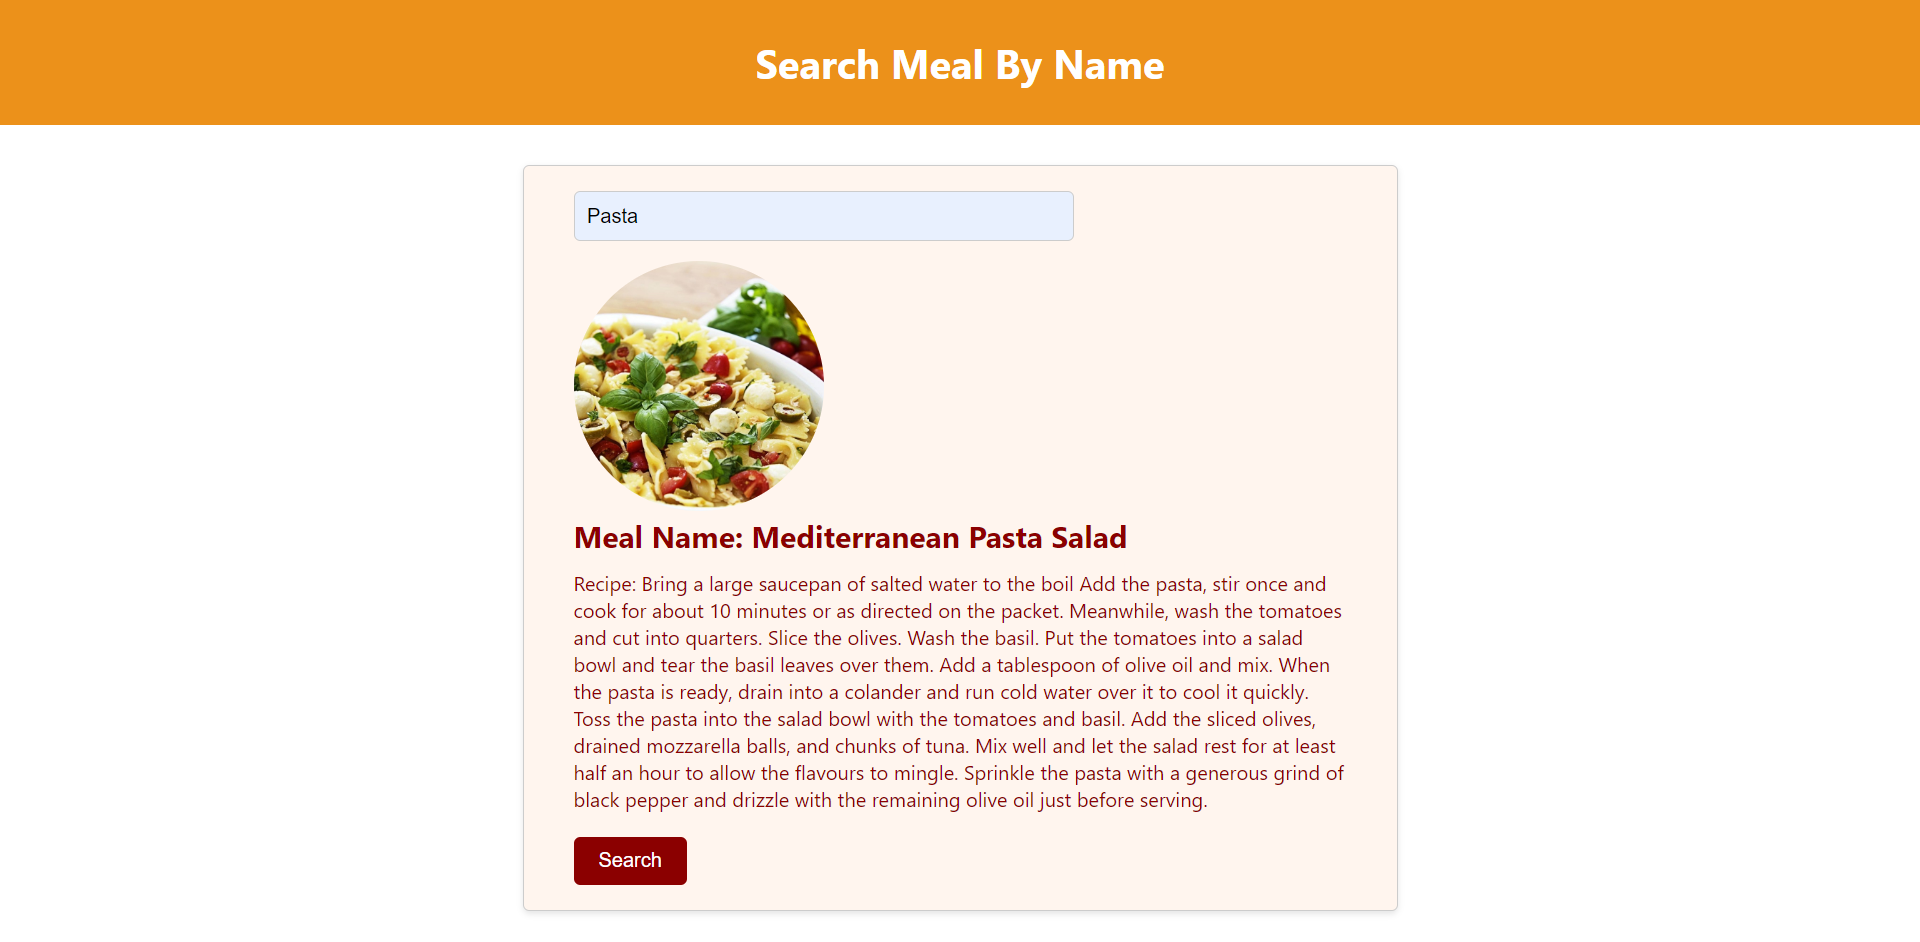 Search Meal By Name
Pasta
Meal Name: Mediterranean Pasta Salad
Recipe: Bring a large saucepan of salted water to the boil Add the pasta, stir once and
cook for about 10 minutes or as directed on the packet. Meanwhile, wash the tomatoes
and cut into quarters. Slice the olives. Wash the basil. Put the tomatoes into a salad
bowl and tear the basil leaves over them. Add a tablespoon of olive oil and mix. When
the pasta is ready, drain into a colander and run cold water over it to cool it quickly.
Toss the pasta into the salad bowl with the tomatoes and basil. Add the sliced olives,
drained mozzarella balls, and chunks of tuna. Mix well and let the salad rest for at least
half an hour to allow the flavours to mingle. Sprinkle the pasta with a generous grind of
black pepper and drizzle with the remaining olive oil just before serving.
Search